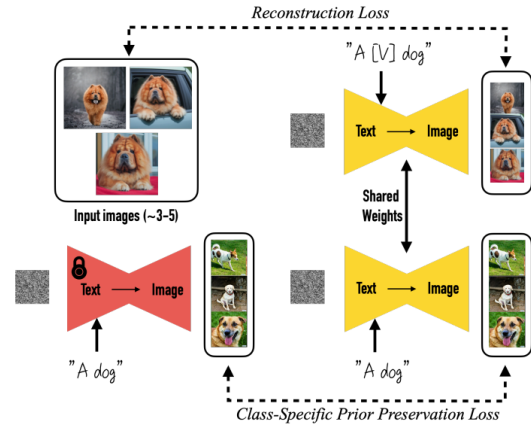 Reconstruction Loss
"A [V] dog"
Text → Image
Input images (~3-5)
Shared
Weights
Text → Image
Text → Image
"A dog"
"A dog"
Class-Specific Prior Preservation Loss